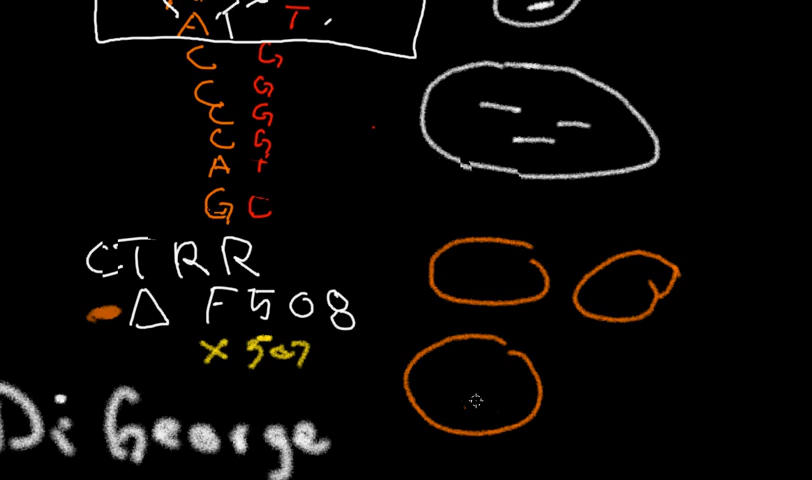 A T T
C G
C G
C G
C G
A T
G C
CTRR
Δ F508
X 507
Di George